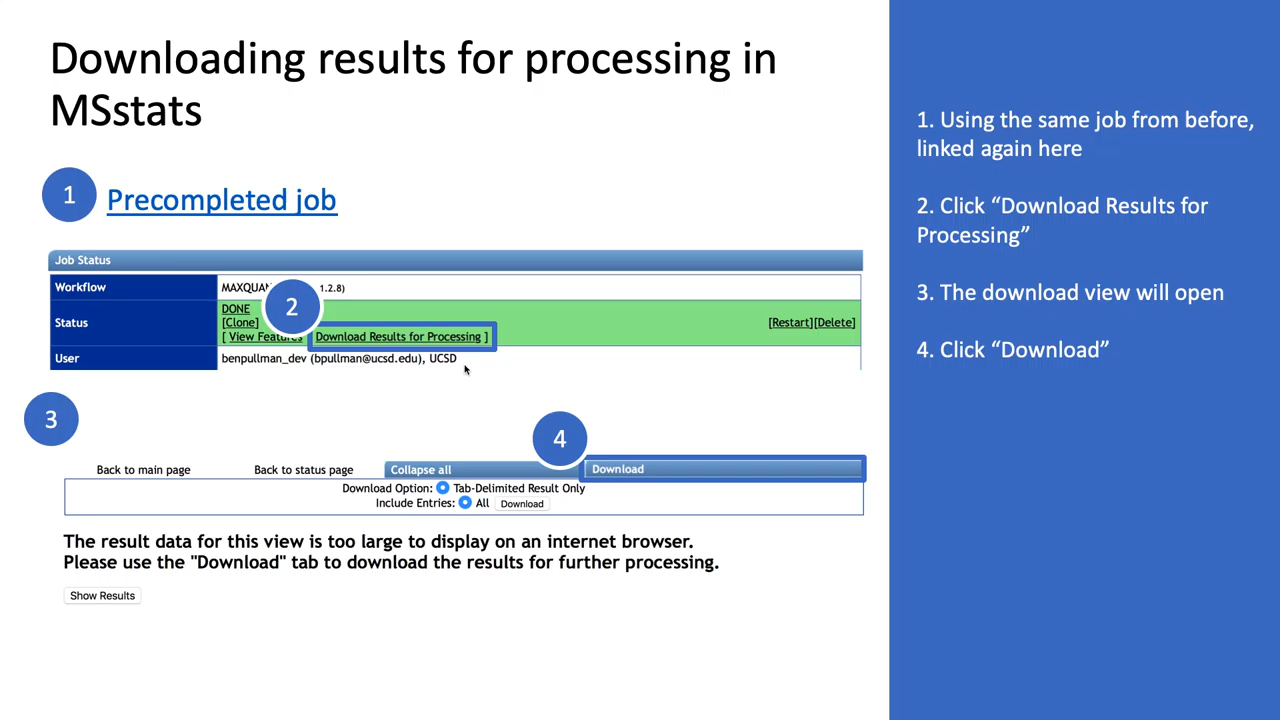 Downloading results for processing in
MSstats
1 Precompleted job
Job Status
Workflow MAXQUAN 1.2.8)
2
Status DONE
[Clone] [Restart][Delete]
[ View Features Download Results for Processing ]
User benpullman_dev (bpullman@ucsd.edu), UCSD
3
4
Back to main page Back to status page Collapse all Download
Download Option: Tab-Delimited Result Only
Include Entries: All Download
The result data for this view is too large to display on an internet browser.
Please use the "Download" tab to download the results for further processing.
Show Results
1. Using the same job from before,
linked again here
2. Click “Download Results for
Processing”
3. The download view will open
4. Click “Download”